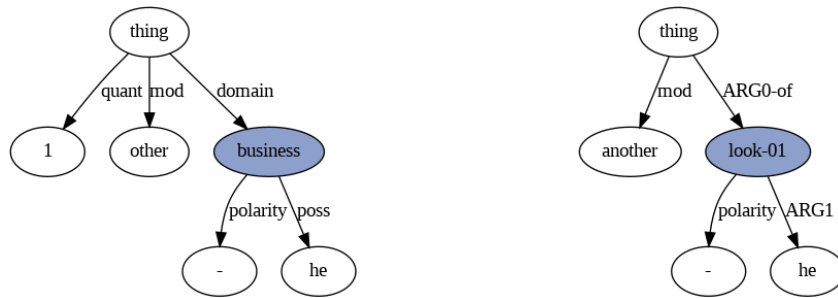 thing thing
quant mod domain mod ARG0-of
1 other business another look-01
polarity poss polarity ARG1
- he - he